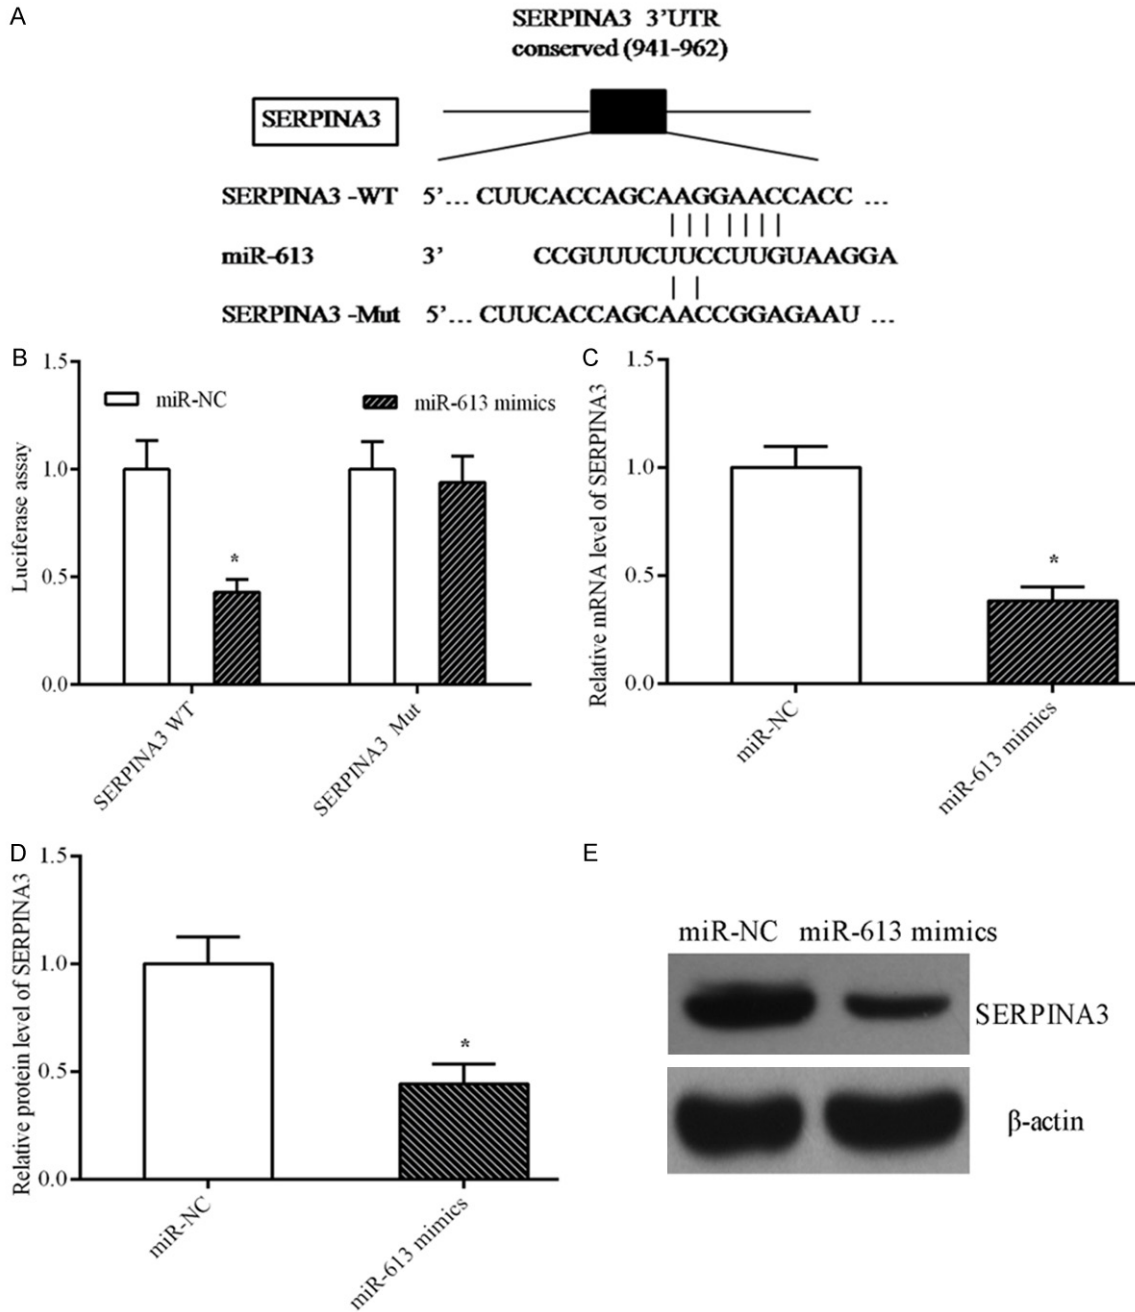 A
SERPINA3 3'UTR
conserved (941-962)
SERPINA3
SERPINA3 -WT 5'... CUUCACCAGCAAGGAACCACC ...
miR-613 3' CCGUUUCUUCCUUGUAAGGA
SERPINA3 -Mut 5'... CUUCACCAGCAACCGGAGAAU ...
B
Luciferase assay
1.5
1.0
0.5
0.0
miR-NC
miR-613 mimics
*
SERPINA3 WT
SERPINA3 Mut
C
Relative mRNA level of SERPINA3
1.5
1.0
0.5
0.0
*
miR-NC
miR-613 mimics
D
Relative protein level of SERPINA3
1.5
1.0
0.5
0.0
*
miR-NC
miR-613 mimics
E
miR-NC miR-613 mimics
SERPINA3
β-actin